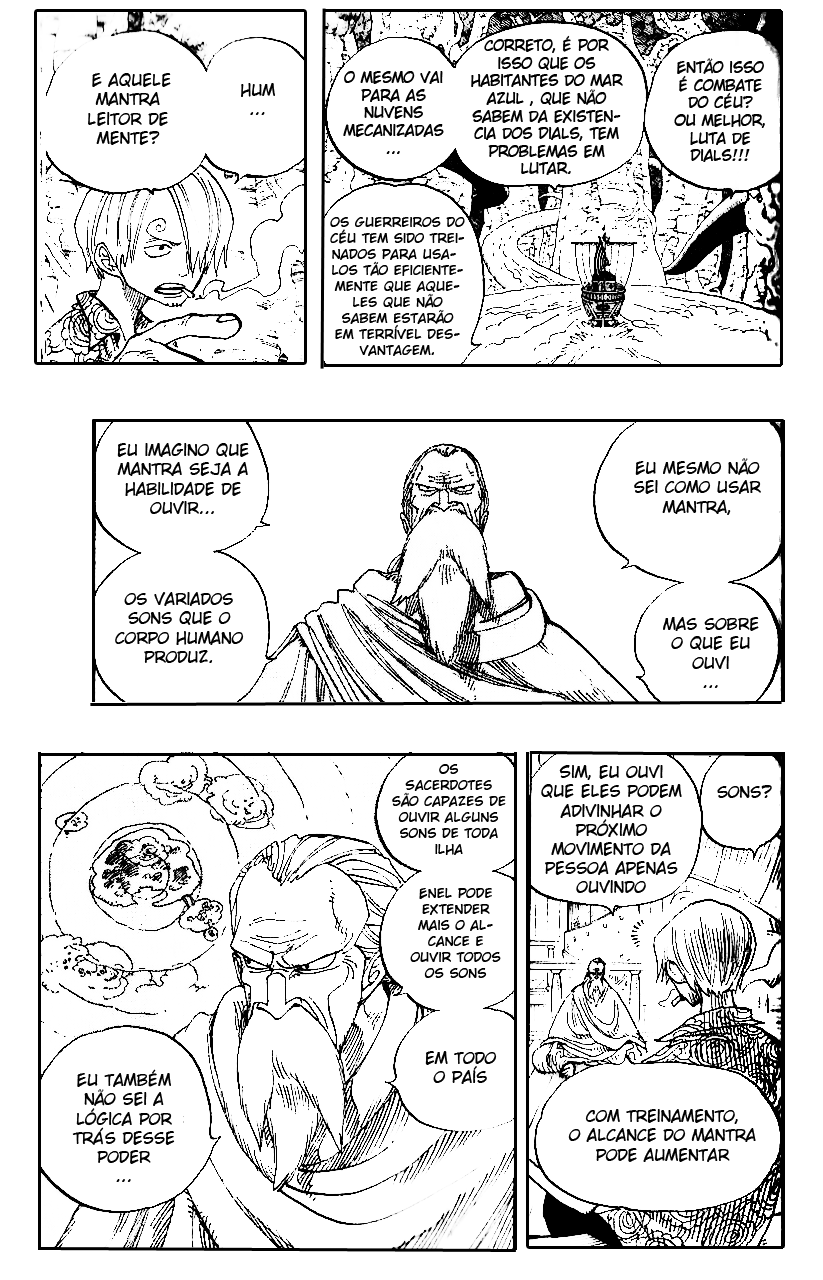 ENTÃO ISSO
É COMBATE
DO CÉU?
OU MELHOR,
LUTA DE
DIALS!!!
CORRETO, É POR
ISSO QUE OS
HABITANTES DO MAR
AZUL , QUE NÃO
SABEM DA EXISTEN-
CIA DOS DIALS, TEM
PROBLEMAS EM
LUTAR.
O MESMO VAI
PARA AS
NUVENS
MECANIZADAS
...
OS GUERREIROS DO
CÉU TEM SIDO TREI-
NADOS PARA USA-
LOS TÃO EFICIENTE-
MENTE QUE AQUE-
LES QUE NÃO
SABEM ESTARÃO
EM TERRÍVEL DES-
VANTAGEM.
HUM
...
E AQUELE
MANTRA
LEITOR DE
MENTE?
EU MESMO NÃO
SEI COMO USAR
MANTRA,
MAS SOBRE
O QUE EU
OUVI
...
EU IMAGINO QUE
MANTRA SEJA A
HABILIDADE DE
OUVIR...
OS VARIADOS
SONS QUE O
CORPO HUMANO
PRODUZ.
SONS?
SIM, EU OUVI
QUE ELES PODEM
ADIVINHAR O
PRÓXIMO
MOVIMENTO DA
PESSOA APENAS
OUVINDO
COM TREINAMENTO,
O ALCANCE DO MANTRA
PODE AUMENTAR
OS
SACERDOTES
SÃO CAPAZES DE
OUVIR ALGUNS
SONS DE TODA
ILHA
ENEL PODE
EXTENDER
MAIS O AL-
CANCE E
OUVIR TODOS
OS SONS
EM TODO
O PAÍS
EU TAMBÉM
NÃO SEI A
LÓGICA POR
TRÁS DESSE
PODER
...